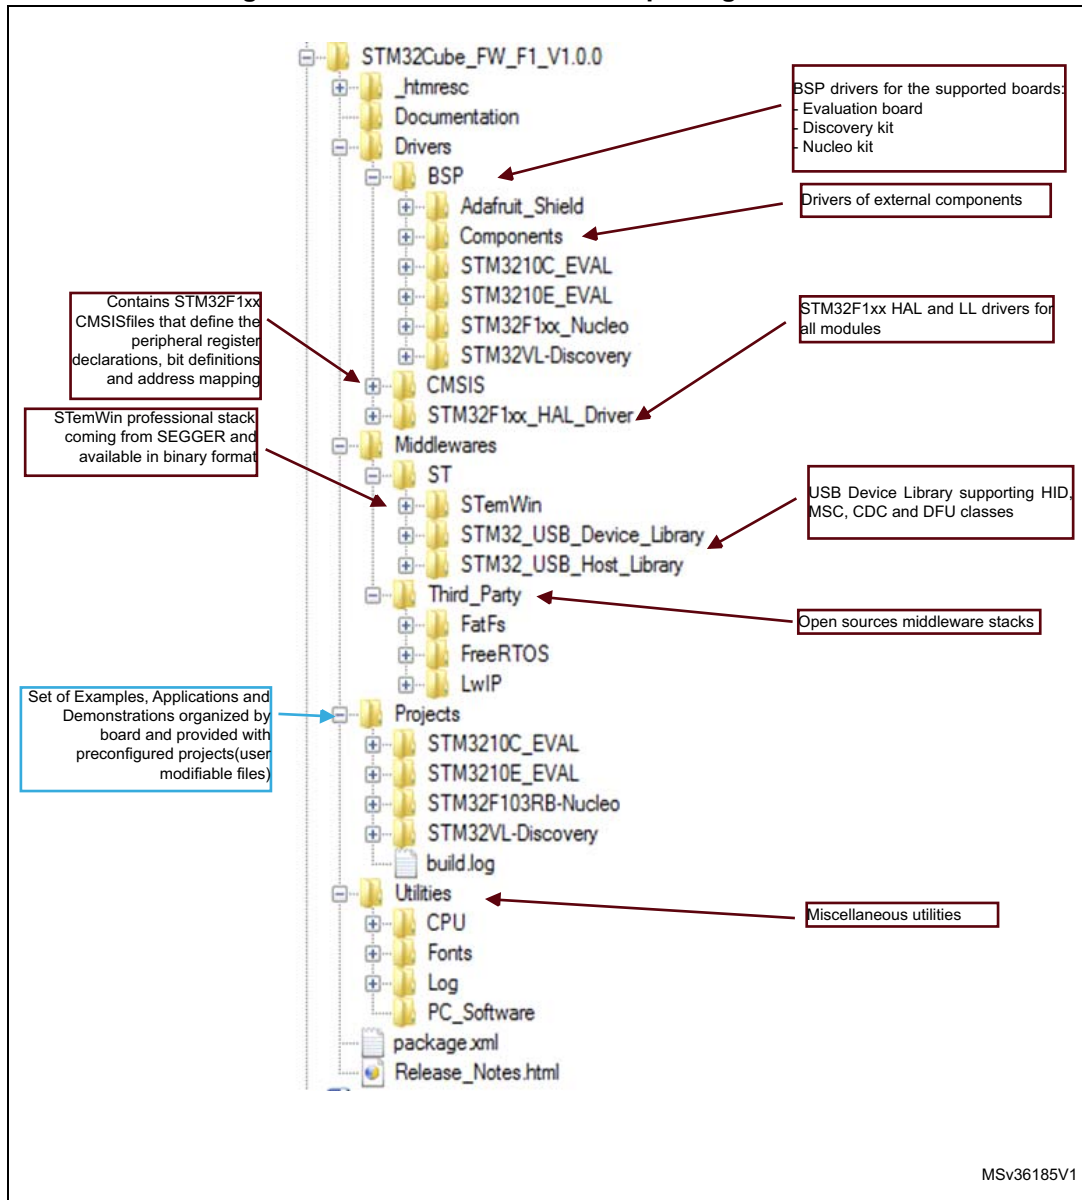 STM32Cube_FW_F1_V1.0.0
_htmresc
Documentation
Drivers
BSP
Adafruit_Shield
Components
STM3210C_EVAL
STM3210E_EVAL
STM32F1xx_Nucleo
STM32VL-Discovery
CMSIS
STM32F1xx_HAL_Driver
Middlewares
ST
STemWin
STM32_USB_Device_Library
STM32_USB_Host_Library
Third_Party
FatFs
FreeRTOS
LwIP
Projects
STM3210C_EVAL
STM3210E_EVAL
STM32F103RB-Nucleo
STM32VL-Discovery
build.log
Utilities
CPU
Fonts
Log
PC_Software
package.xml
Release_Notes.html
BSP drivers for the supported boards:
- Evaluation board
- Discovery kit
- Nucleo kit
Drivers of external components
STM32F1xx HAL and LL drivers for
all modules
USB Device Library supporting HID,
MSC, CDC and DFU classes
Open sources middleware stacks
Miscellaneous utilities
Contains STM32F1xx
CMSISfiles that define the
peripheral register
declarations, bit definitions
and address mapping
STemWin professional stack
coming from SEGGER and
available in binary format
Set of Examples, Applications and
Demonstrations organized by
board and provided with
preconfigured projects(user
modifiable files)
MSv36185V1